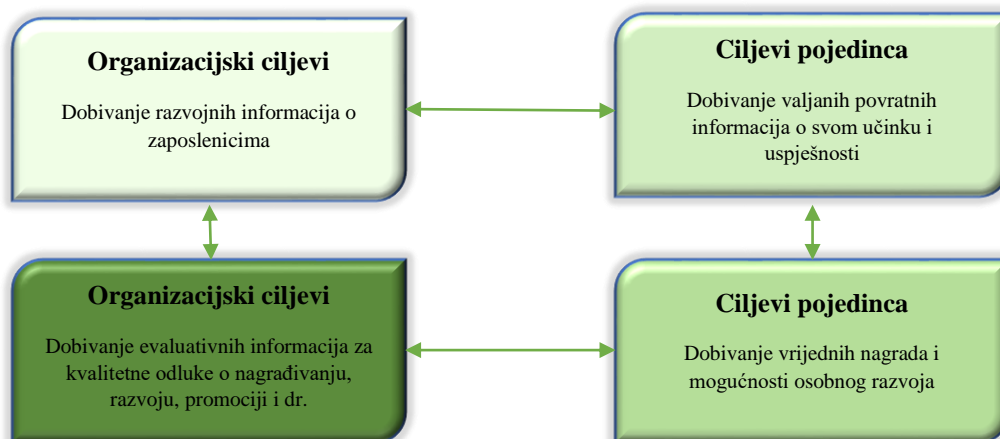 Organizacijski ciljevi
Dobivanje razvojnih informacija o
zaposlenicima
Ciljevi pojedinca
Dobivanje valjanih povratnih
informacija o svom učinku i
uspješnosti
Organizacijski ciljevi
Dobivanje evaluativnih informacija za
kvalitetne odluke o nagrađivanju,
razvoju, promociji i dr.
Ciljevi pojedinca
Dobivanje vrijednih nagrada i
mogućnosti osobnog razvoja